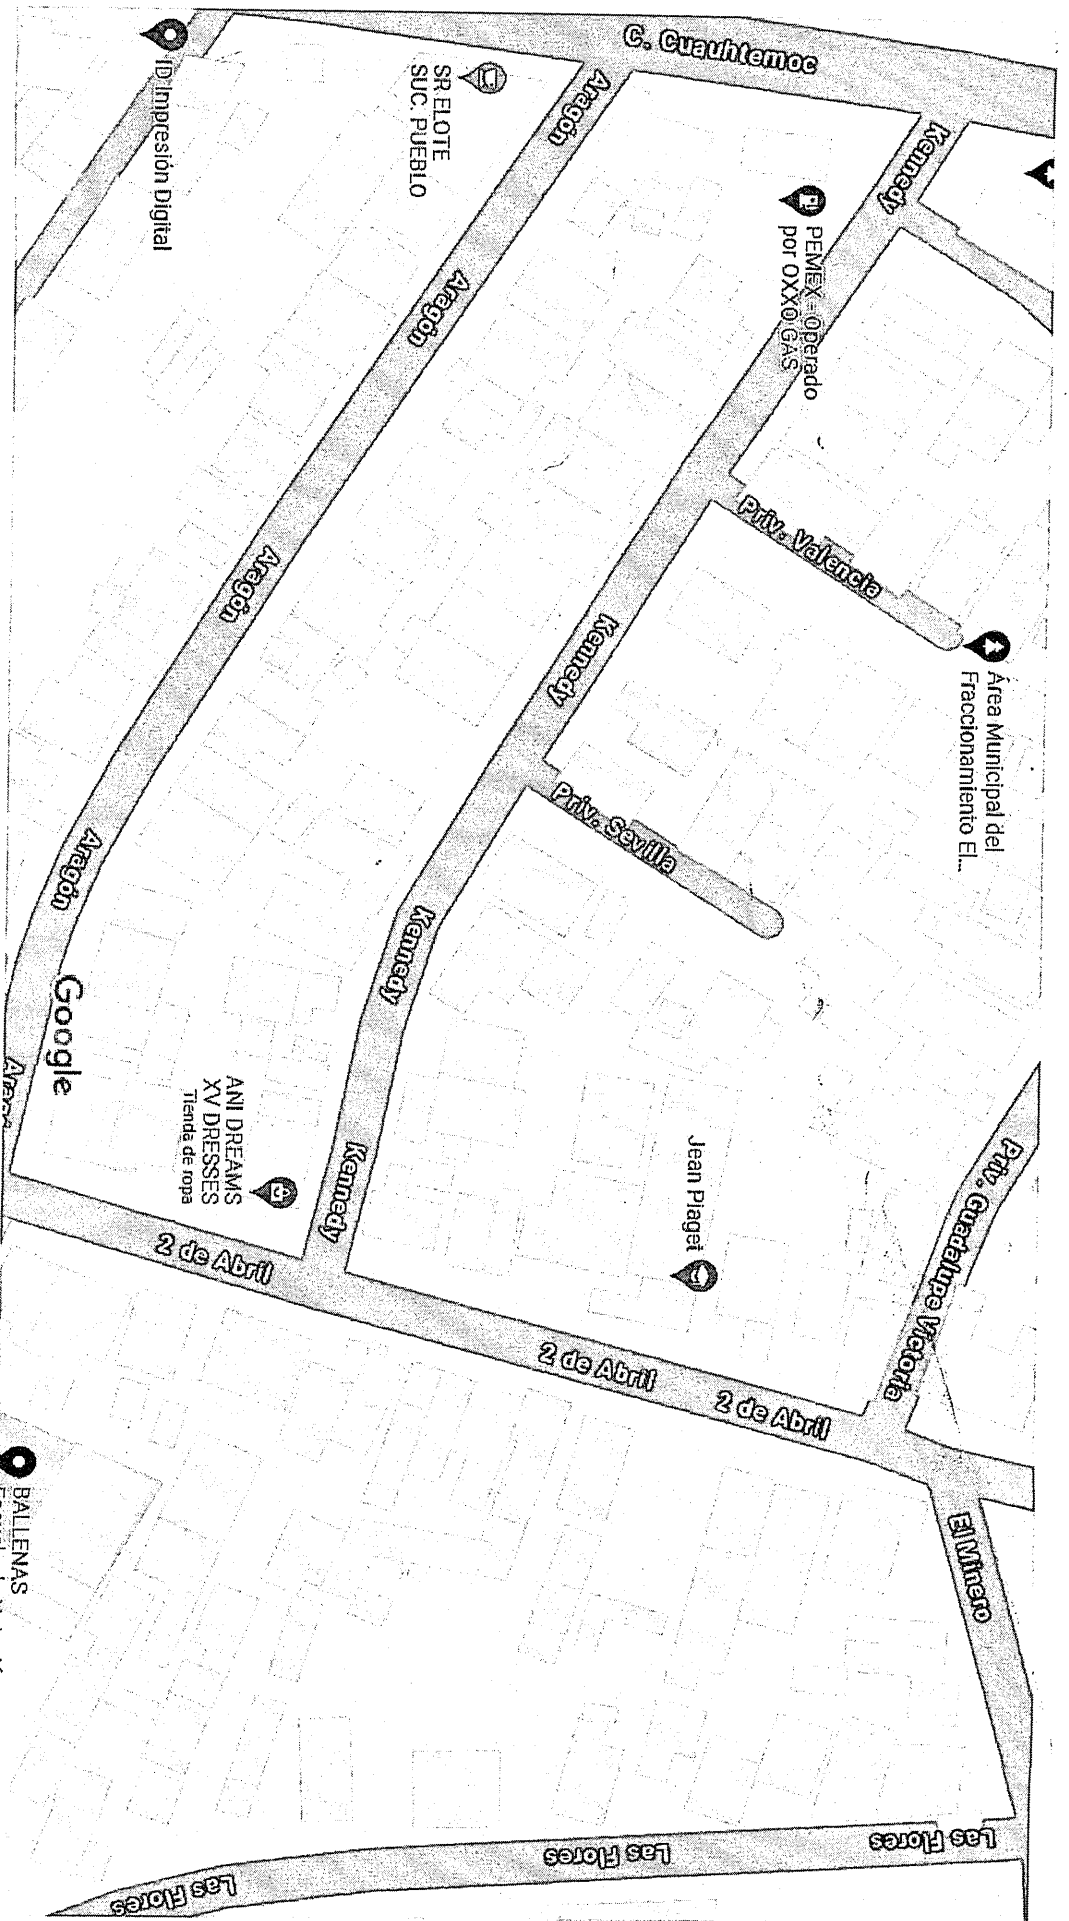 C. Cuauhtemoc
Kennedy
Aragón
ID Impresión Digital
SR.ELOTE
SUC. PUEBLO
PEMEX - Operado
por OXXO GAS
Aragón
Priv. Valencia
Aragón
Kennedy
Área Municipal del
Fraccionamiento El...
Priv. Sevilla
Aragón
Kennedy
Google
ANI DREAMS
XV DRESSES
Tienda de ropa
Kennedy
Jean Piaget
Priv. Guadalupe Victoria
2 de Abril
2 de Abril
2 de Abril
El Minero
BALLENAS
Las Flores
Las Flores
Las Flores